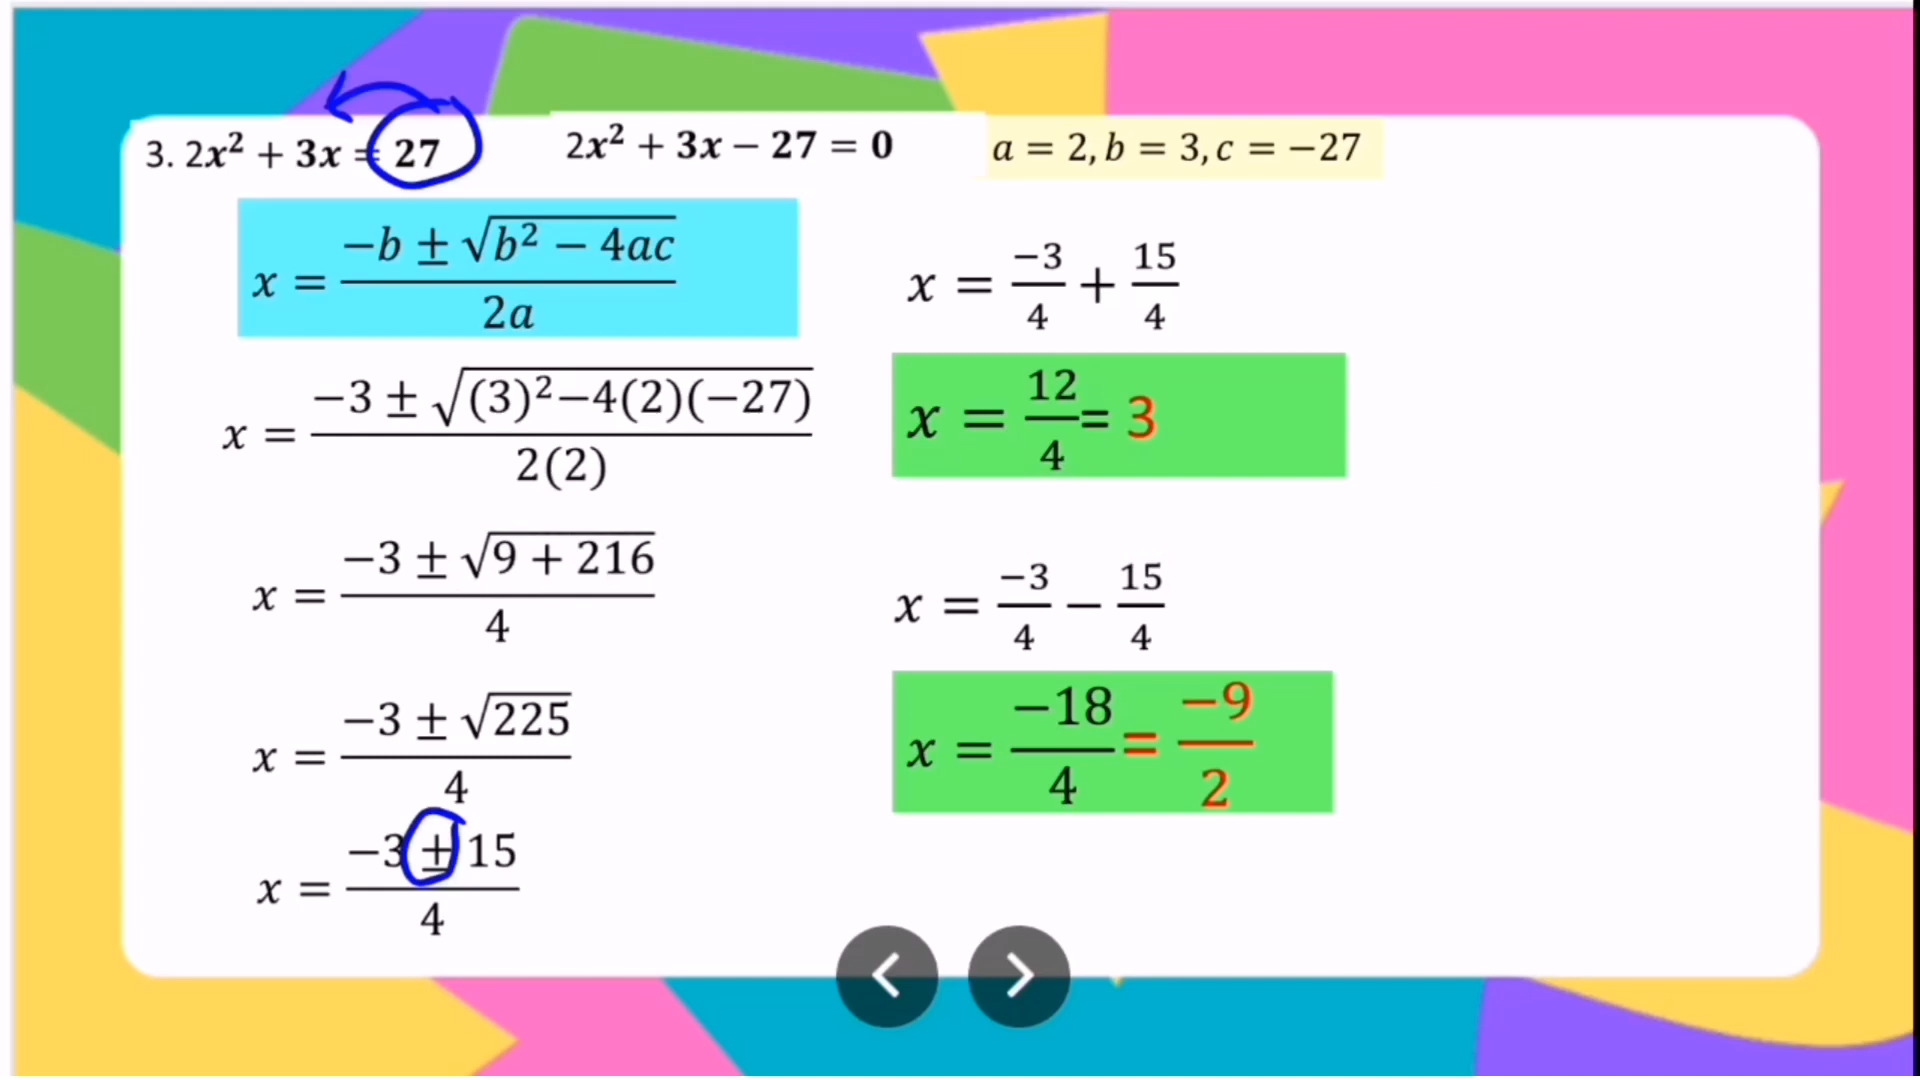 3. 2x² + 3x = 27
2x² + 3x − 27 = 0
a = 2, b = 3, c = −27
x = (−b ± √(b² − 4ac))/(2a)
x = (−3 ± √((3)²−4(2)(−27)))/(2(2))
x = (−3 ± √(9 + 216))/4
x = (−3 ± √225)/4
x = (−3 ± 15)/4
x = −3/4 + 15/4
x = 12/4 = 3
x = −3/4 − 15/4
x = −18/4 = −9/2